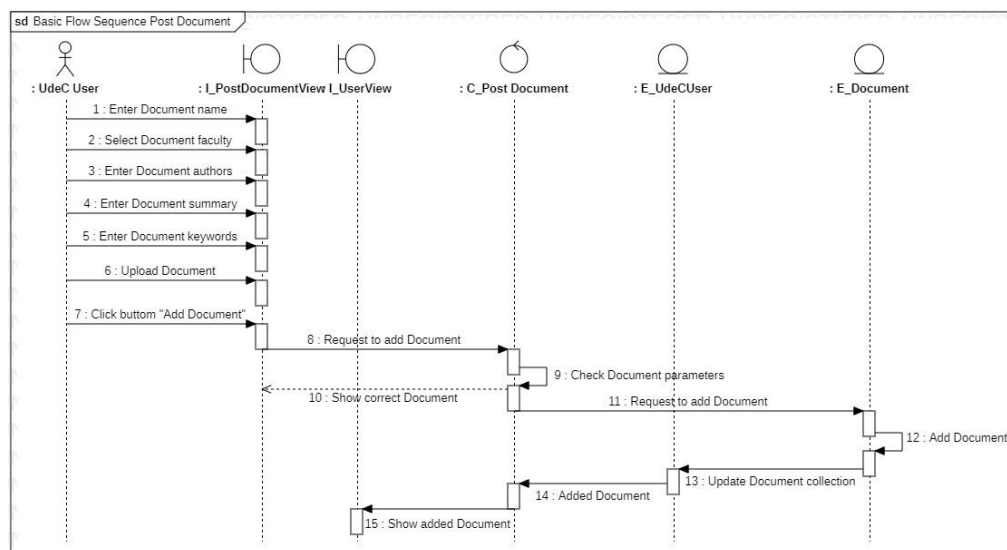 sd Basic Flow Sequence Post Document
: UdeC User
: I_PostDocumentView
I_UserView
: C_Post Document
: E_UdeCUser
: E_Document
1 : Enter Document name
2 : Select Document faculty
3 : Enter Document authors
4 : Enter Document summary
5 : Enter Document keywords
6 : Upload Document
7 : Click buttom "Add Document"
8 : Request to add Document
9 : Check Document parameters
10 : Show correct Document
11 : Request to add Document
12 : Add Document
13 : Update Document collection
14 : Added Document
15 : Show added Document